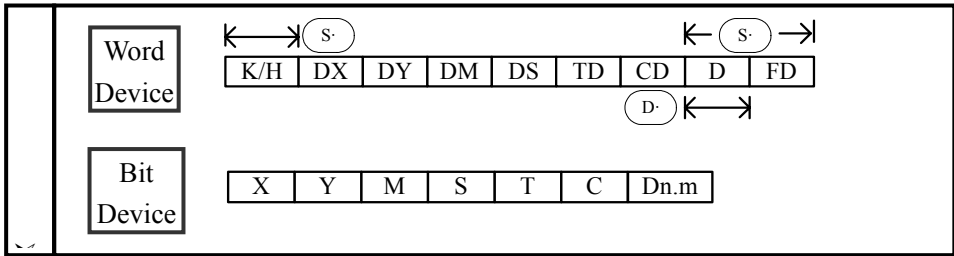 Word
Device
S·
S·
K/H DX DY DM DS TD CD D FD
D·
Bit
Device
X Y M S T C Dn.m